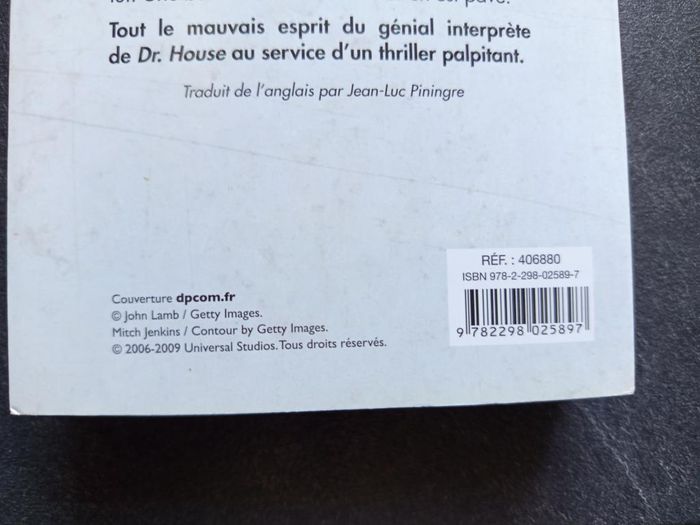 Tout le mauvais esprit du génial interprète
de Dr. House au service d'un thriller palpitant.
Traduit de l'anglais par Jean-Luc Piningre
RÉF. : 406880
ISBN 978-2-298-02589-7
9 782298 025897
Couverture dpcom.fr
© John Lamb / Getty Images.
Mitch Jenkins / Contour by Getty Images.
© 2006-2009 Universal Studios. Tous droits réservés.